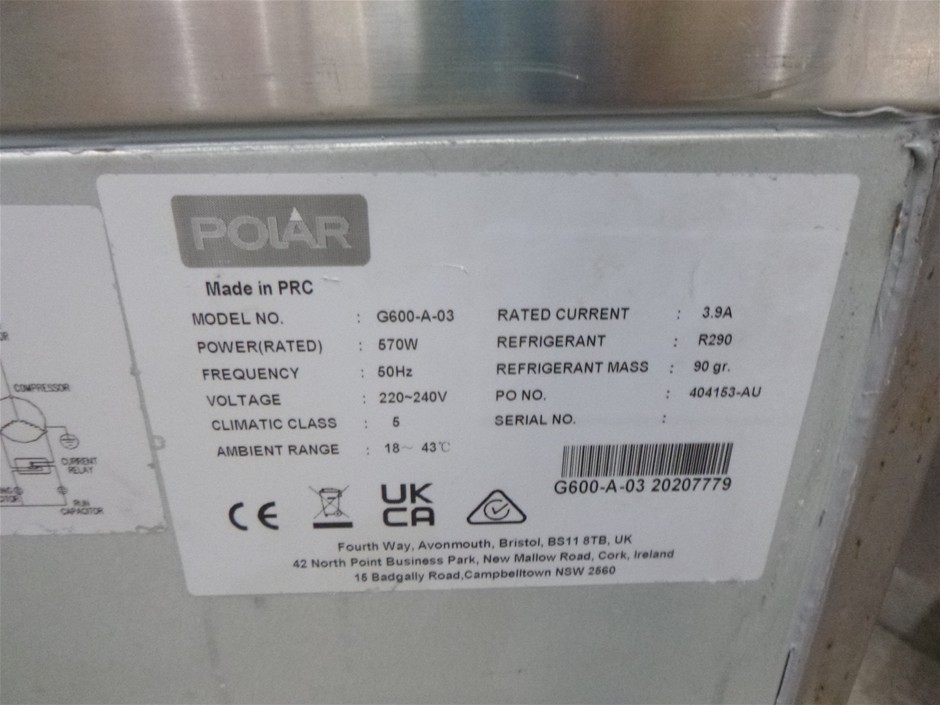 POLAR
Made in PRC
MODEL NO. : G600-A-03
POWER(RATED) : 570W
FREQUENCY : 50Hz
VOLTAGE : 220~240V
CLIMATIC CLASS : 5
AMBIENT RANGE : 18~ 43℃
RATED CURRENT : 3.9A
REFRIGERANT : R290
REFRIGERANT MASS : 90 gr.
PO NO. : 404153-AU
SERIAL NO. :
G600-A-03 20207779
CE
UK
CA
Fourth Way, Avonmouth, Bristol, BS11 8TB, UK
42 North Point Business Park, New Mallow Road, Cork, Ireland
15 Badgally Road,Campbelltown NSW 2560
COMPRESSOR
CURRENT
RELAY
RUN
CAPACITOR